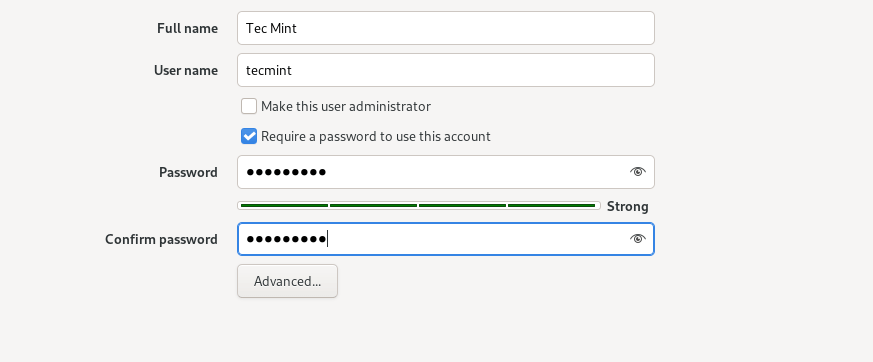 Full name Tec Mint
User name tecmint
Make this user administrator
Require a password to use this account
Password ●●●●●●●●●
Strong
Confirm password ●●●●●●●●●
Advanced...